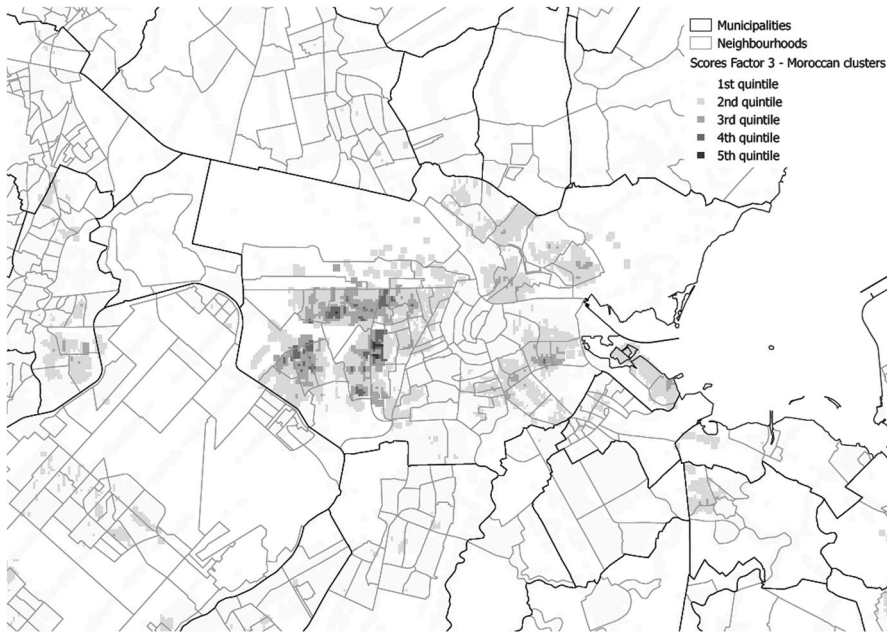 Municipalities
Neighbourhoods
Scores Factor 3 - Moroccan clusters
1st quintile
2nd quintile
3rd quintile
4th quintile
5th quintile